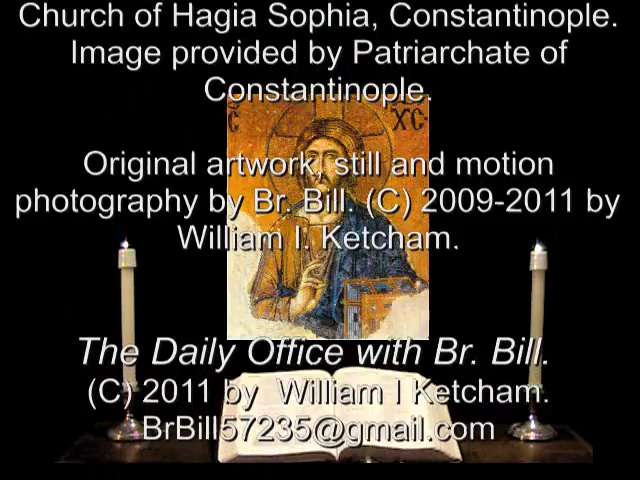 Church of Hagia Sophia, Constantinople.
Image provided by Patriarchate of
Constantinople.
C
XC
Original artwork, still and motion
photography by Br. Bill. (C) 2009-2011 by
William I. Ketcham.
The Daily Office with Br. Bill.
(C) 2011 by William I Ketcham.
BrBill57235@gmail.com